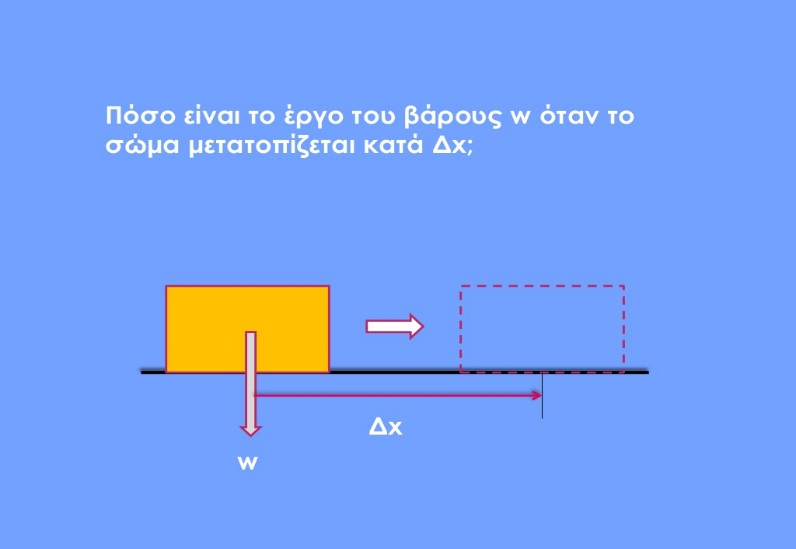 Πόσο είναι το έργο του βάρους w όταν το
σώμα μετατοπίζεται κατά Δx;
Δx
w